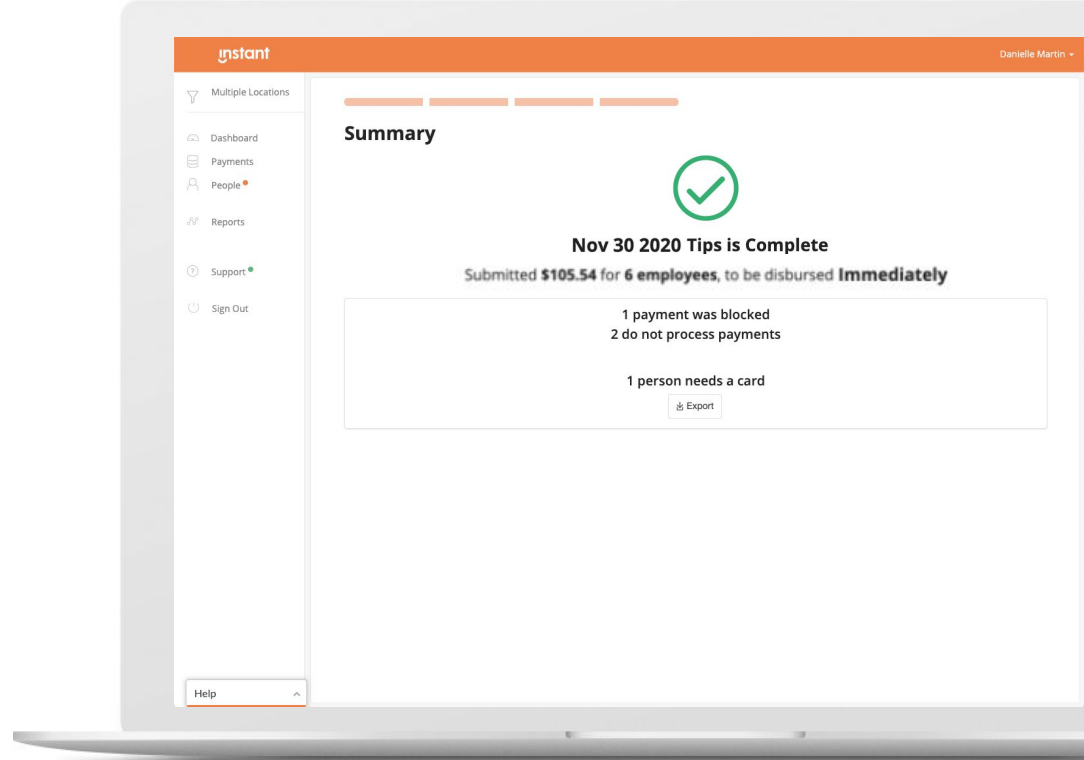 instant
Danielle Martin
Multiple Locations
Dashboard
Payments
People
Reports
Support
Sign Out
Help
Summary
Nov 30 2020 Tips is Complete
Submitted $105.54 for 6 employees, to be disbursed Immediately
1 payment was blocked
2 do not process payments
1 person needs a card
Export